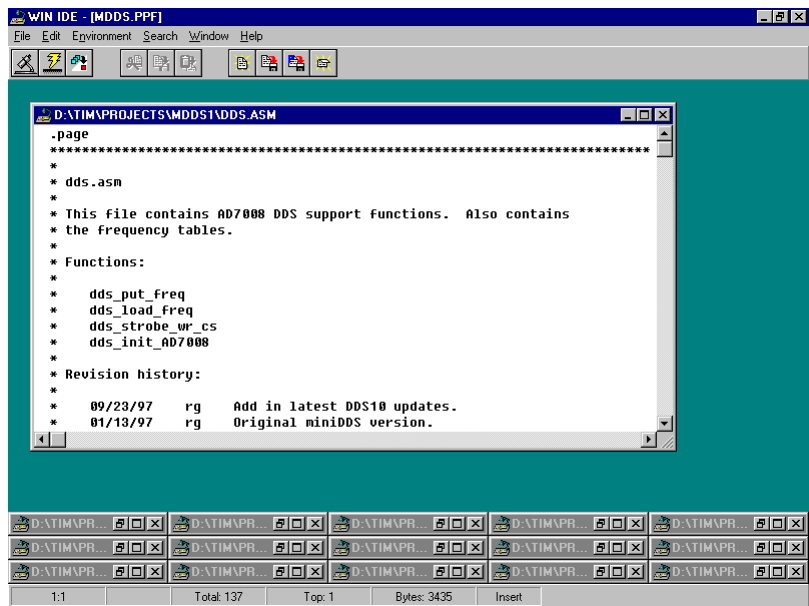 WIN IDE - [MDDS.PPF]
File Edit Environment Search Window Help
D:\TIM\PROJECTS\MDDS1\DDS.ASM
.page
****************************************************************************
*
* dds.asm
*
* This file contains AD7008 DDS support functions.  Also contains
* the frequency tables.
*
* Functions:
*
*    dds_put_freq
*    dds_load_freq
*    dds_strobe_wr_cs
*    dds_init_AD7008
*
* Revision history:
*
*    09/23/97    rg    Add in latest DDS10 updates.
*    01/13/97    rg    Original miniDDS version.
D:\TIM\PR... D:\TIM\PR... D:\TIM\PR... D:\TIM\PR... D:\TIM\PR...
D:\TIM\PR... D:\TIM\PR... D:\TIM\PR... D:\TIM\PR... D:\TIM\PR...
D:\TIM\PR... D:\TIM\PR... D:\TIM\PR... D:\TIM\PR... D:\TIM\PR...
1:1 Total: 137 Top: 1 Bytes: 3435 Insert